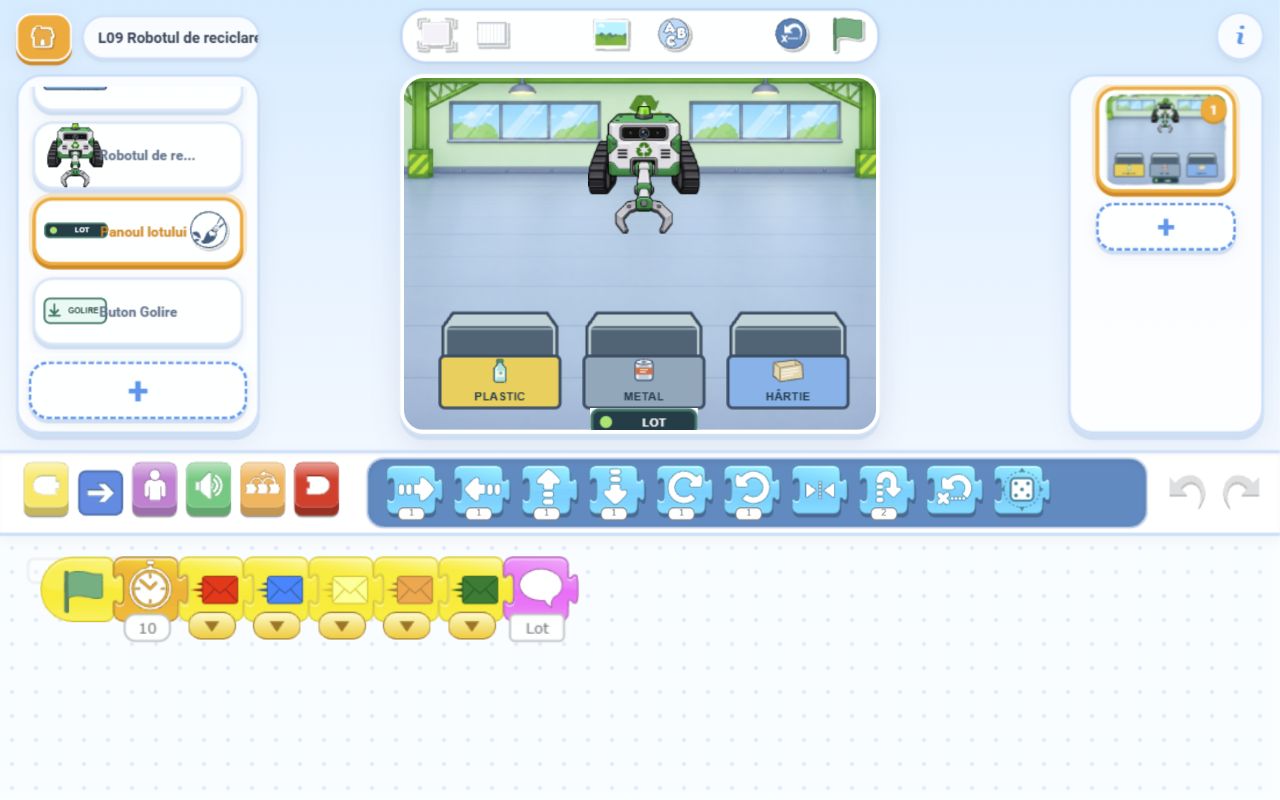 L09 Robotul de reciclare
A B C
x
i
Robotul de re...
LOT
Panoul lotului
GOLIRE
Buton Golire
+
PLASTIC
METAL
HÂRTIE
LOT
1
+
1
1
1
1
1
1
2
x
10
Lot